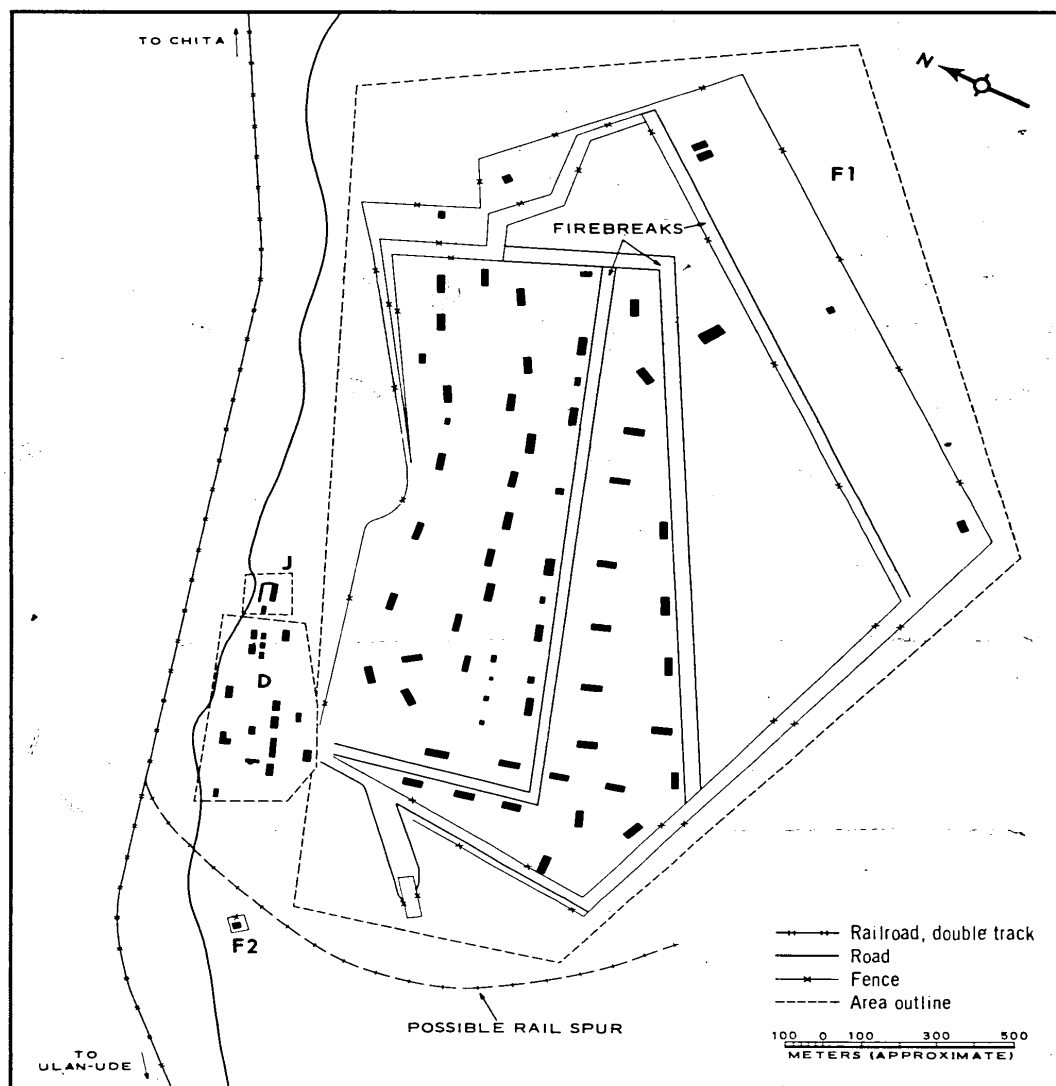 TO CHITA
N
F1
FIREBREAKS
J
D
F2
POSSIBLE RAIL SPUR
TO
ULAN-UDE
Railroad, double track
Road
Fence
Area outline
100 0 100 300 500
METERS (APPROXIMATE)